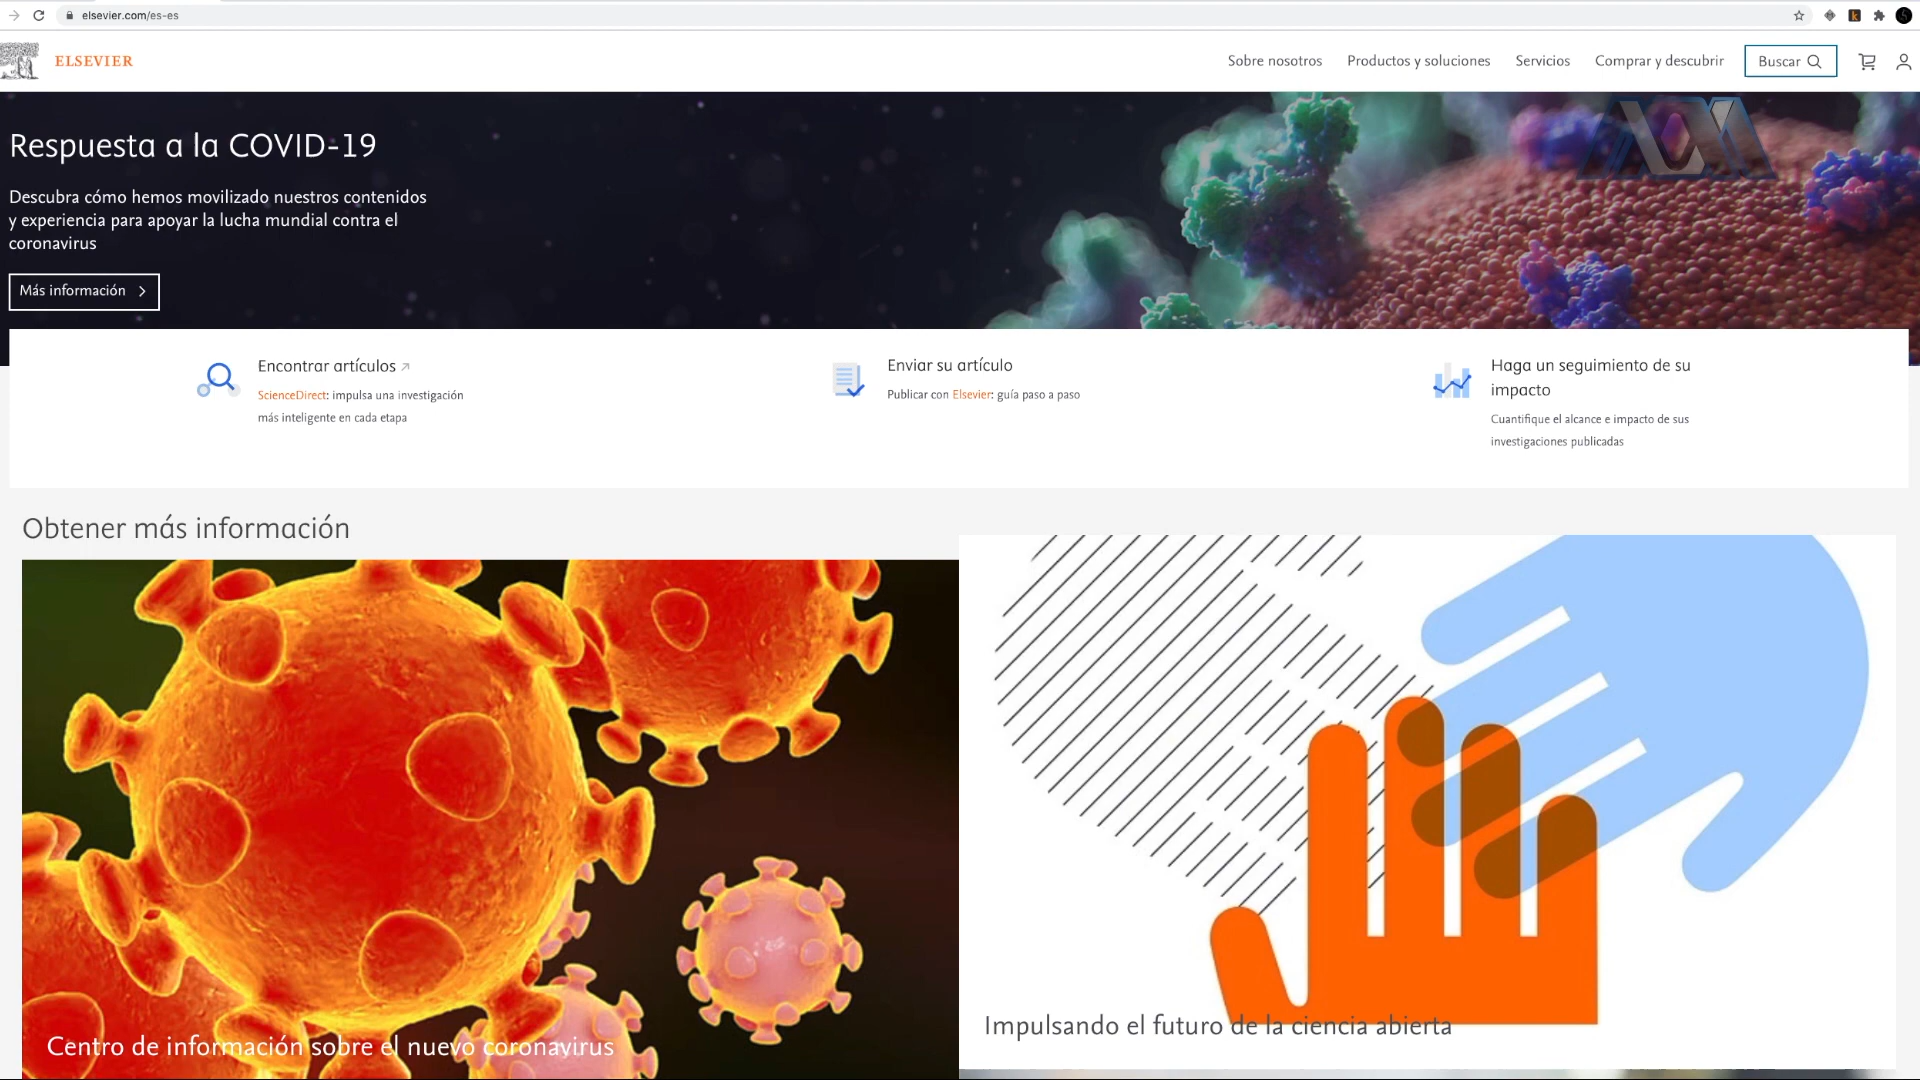 elsevier.com/es-es
ELSEVIER
Sobre nosotros
Productos y soluciones
Servicios
Comprar y descubrir
Buscar
Respuesta a la COVID-19
Descubra cómo hemos movilizado nuestros contenidos
y experiencia para apoyar la lucha mundial contra el
coronavirus
Más información
Encontrar artículos
ScienceDirect: impulsa una investigación
más inteligente en cada etapa
Enviar su artículo
Publicar con Elsevier: guía paso a paso
Haga un seguimiento de su
impacto
Cuantifique el alcance e impacto de sus
investigaciones publicadas
Obtener más información
Centro de información sobre el nuevo coronavirus
Impulsando el futuro de la ciencia abierta